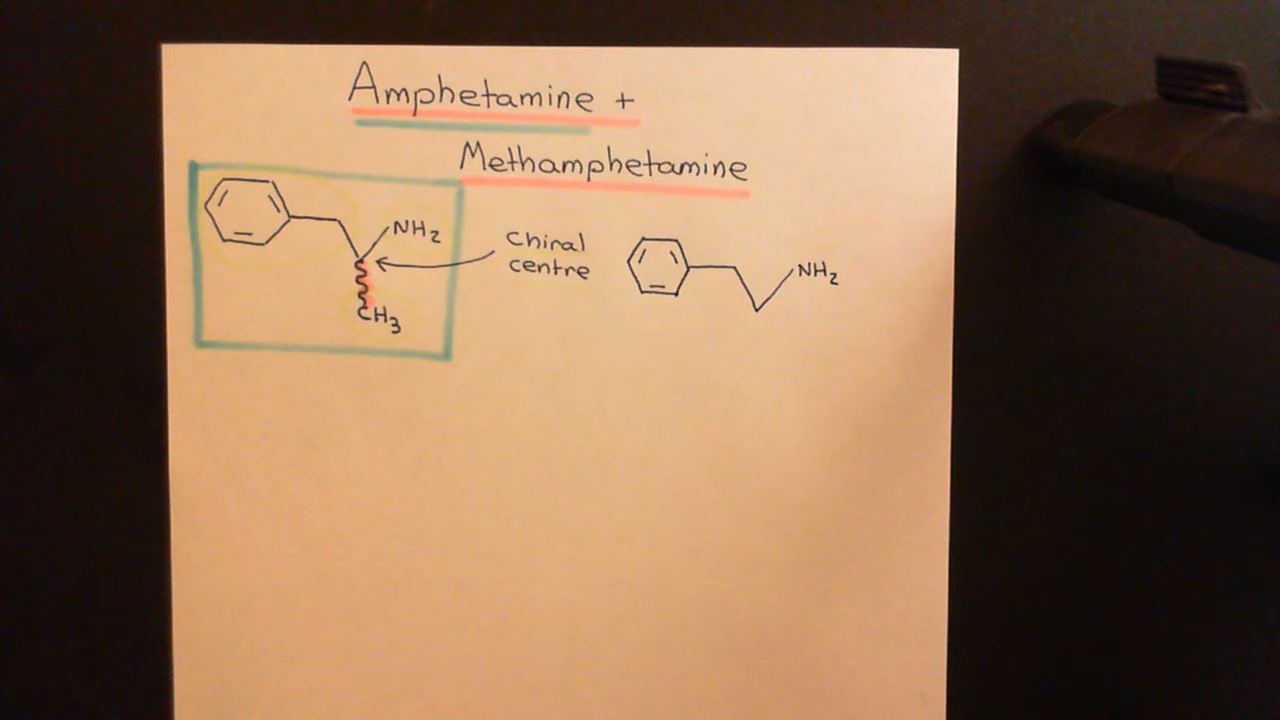 Amphetamine +
Methamphetamine
NH2
CH3
Chiral
centre
NH2